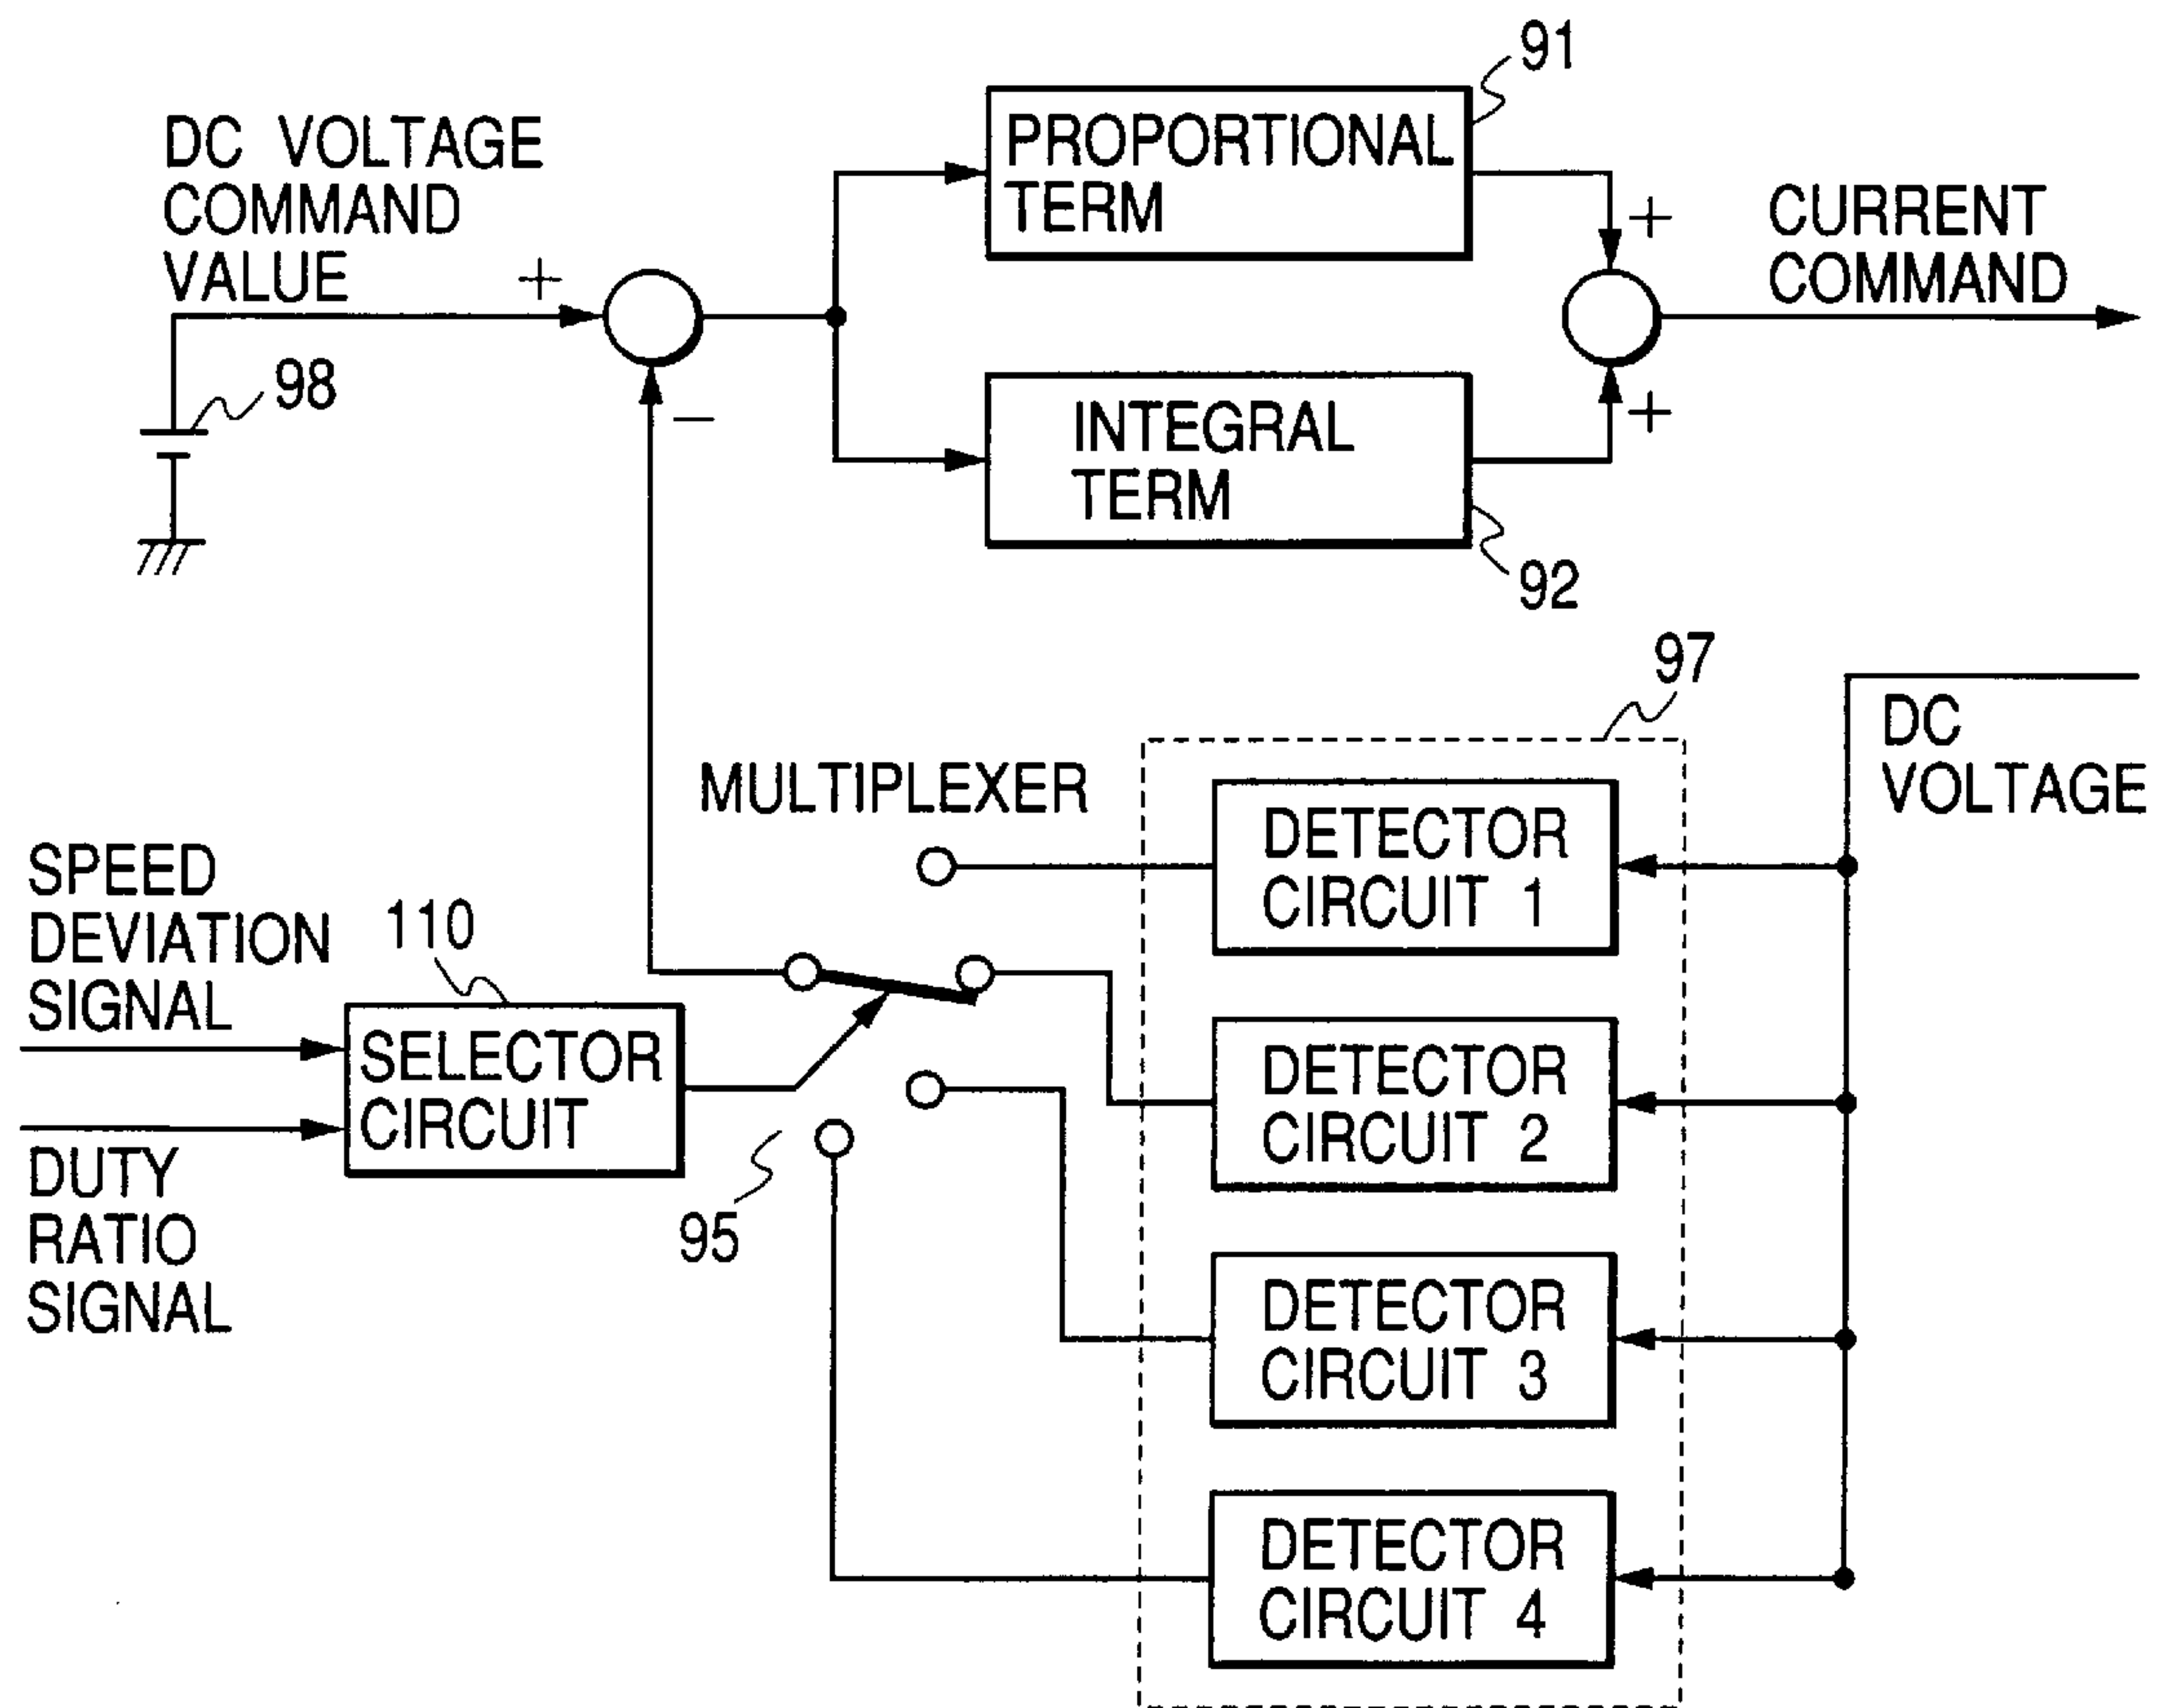 91
DC VOLTAGE
COMMAND
VALUE
PROPORTIONAL
TERM
+
+
CURRENT
COMMAND
98
−
INTEGRAL
TERM
+
92
97
DC
VOLTAGE
MULTIPLEXER
DETECTOR
CIRCUIT 1
SPEED
DEVIATION
SIGNAL
110
SELECTOR
CIRCUIT
DETECTOR
CIRCUIT 2
DUTY
RATIO
SIGNAL
95
DETECTOR
CIRCUIT 3
DETECTOR
CIRCUIT 4